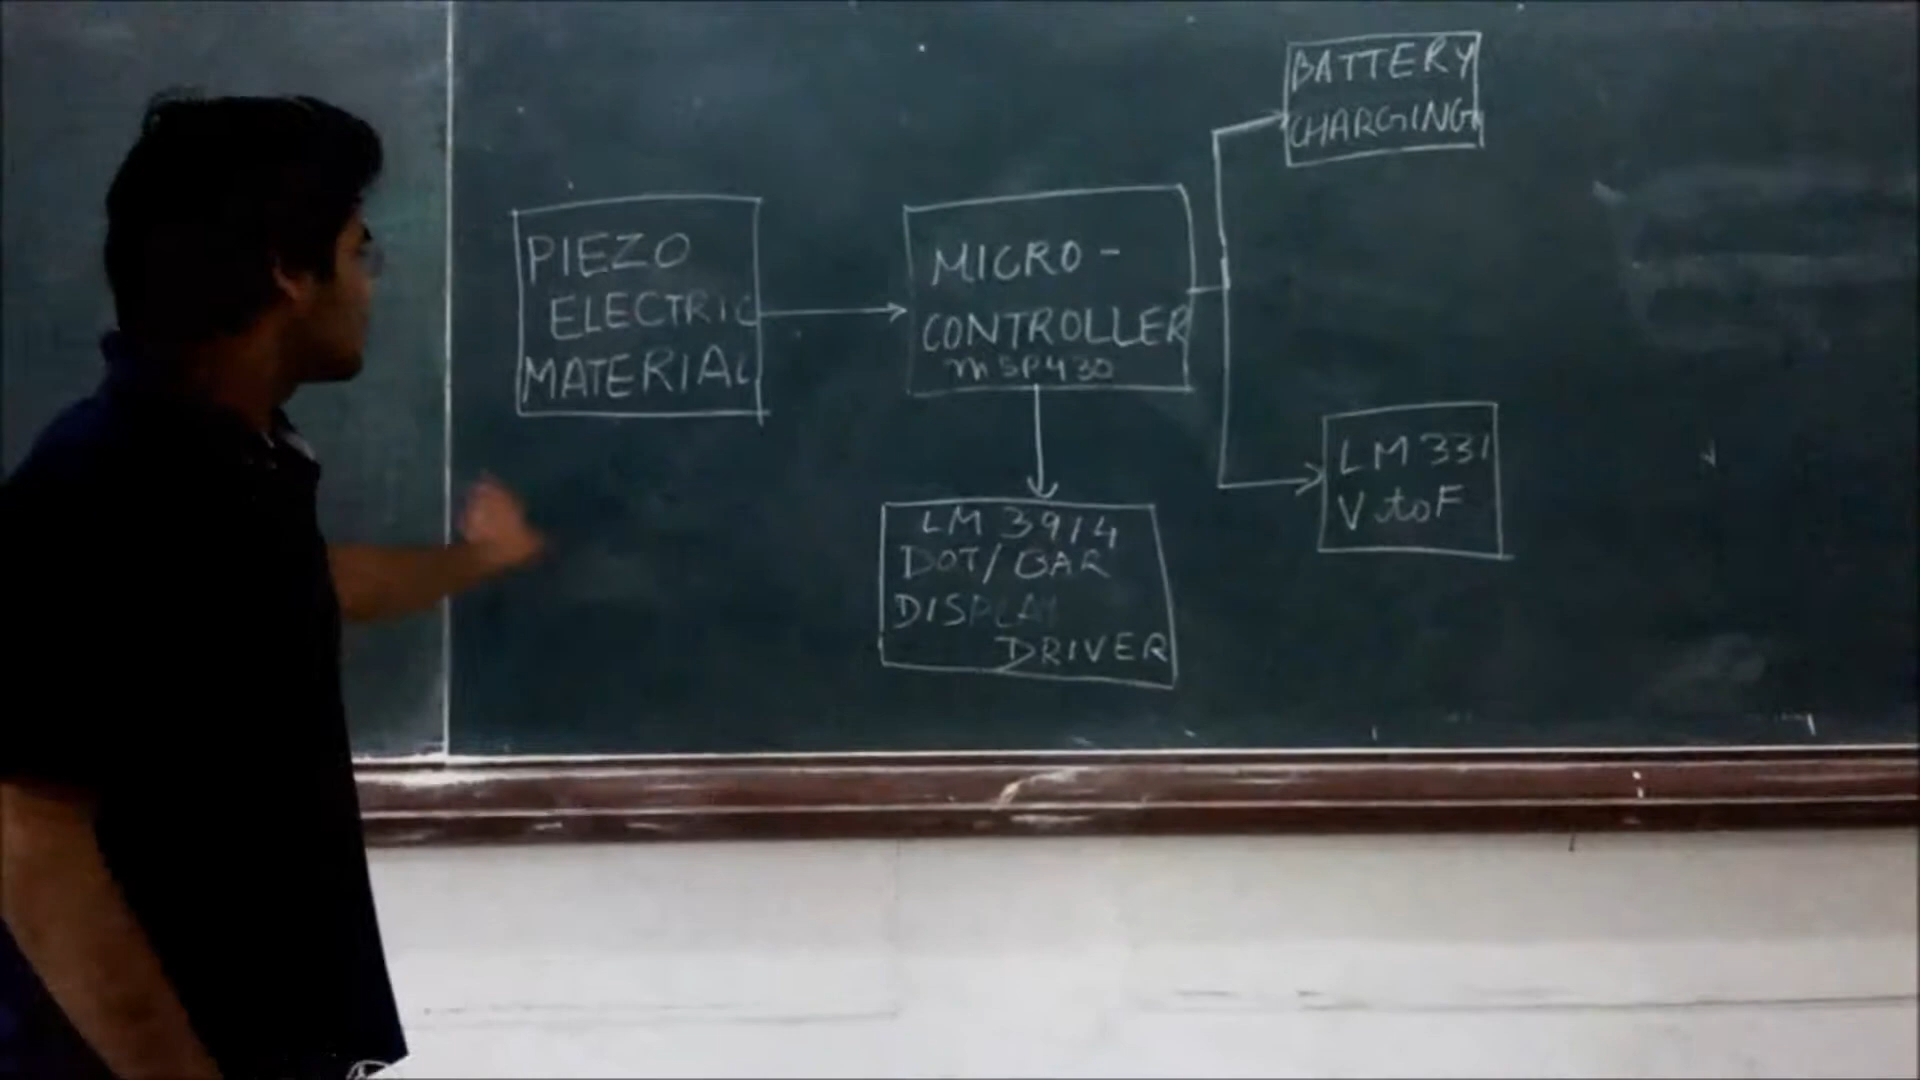 PIEZO
ELECTRIC
MATERIAL
MICRO-
CONTROLLER
MSP430
BATTERY
CHARGING
LM 3914
DOT/BAR
DISPLAY
DRIVER
LM 331
V to F